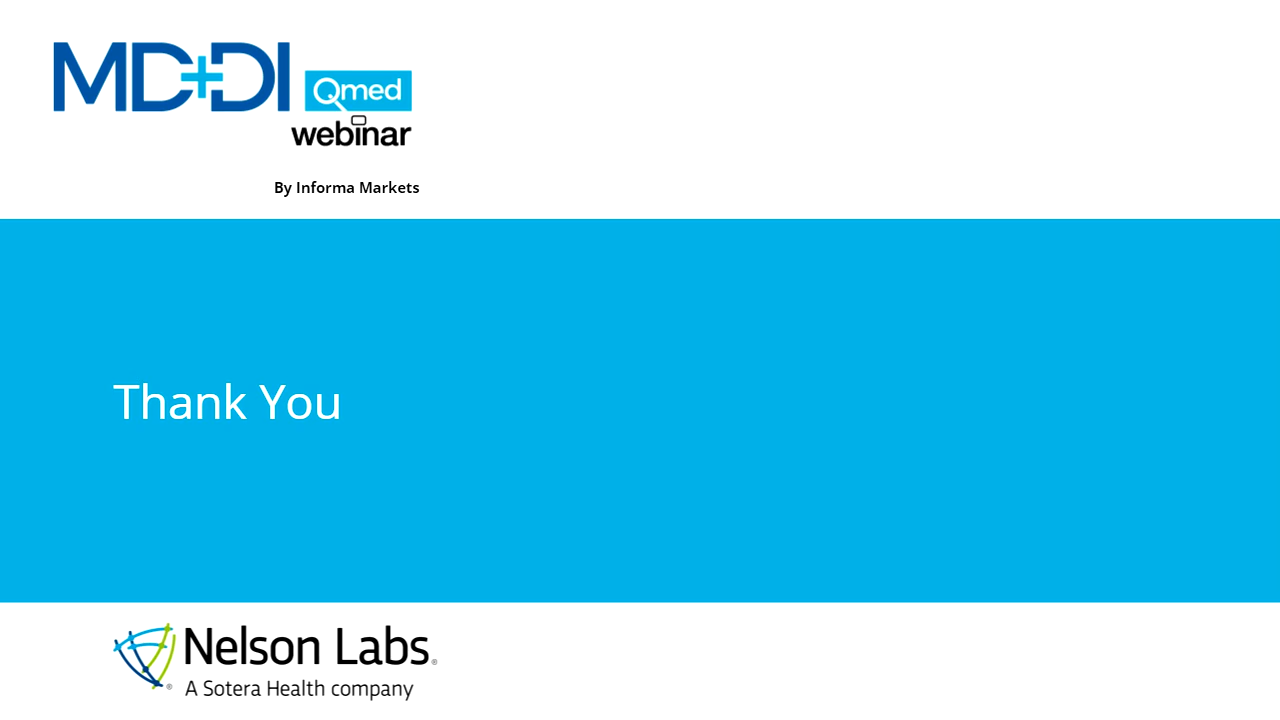 MD+DI Qmed
webinar
By Informa Markets
Thank You
Nelson Labs®
A Sotera Health company